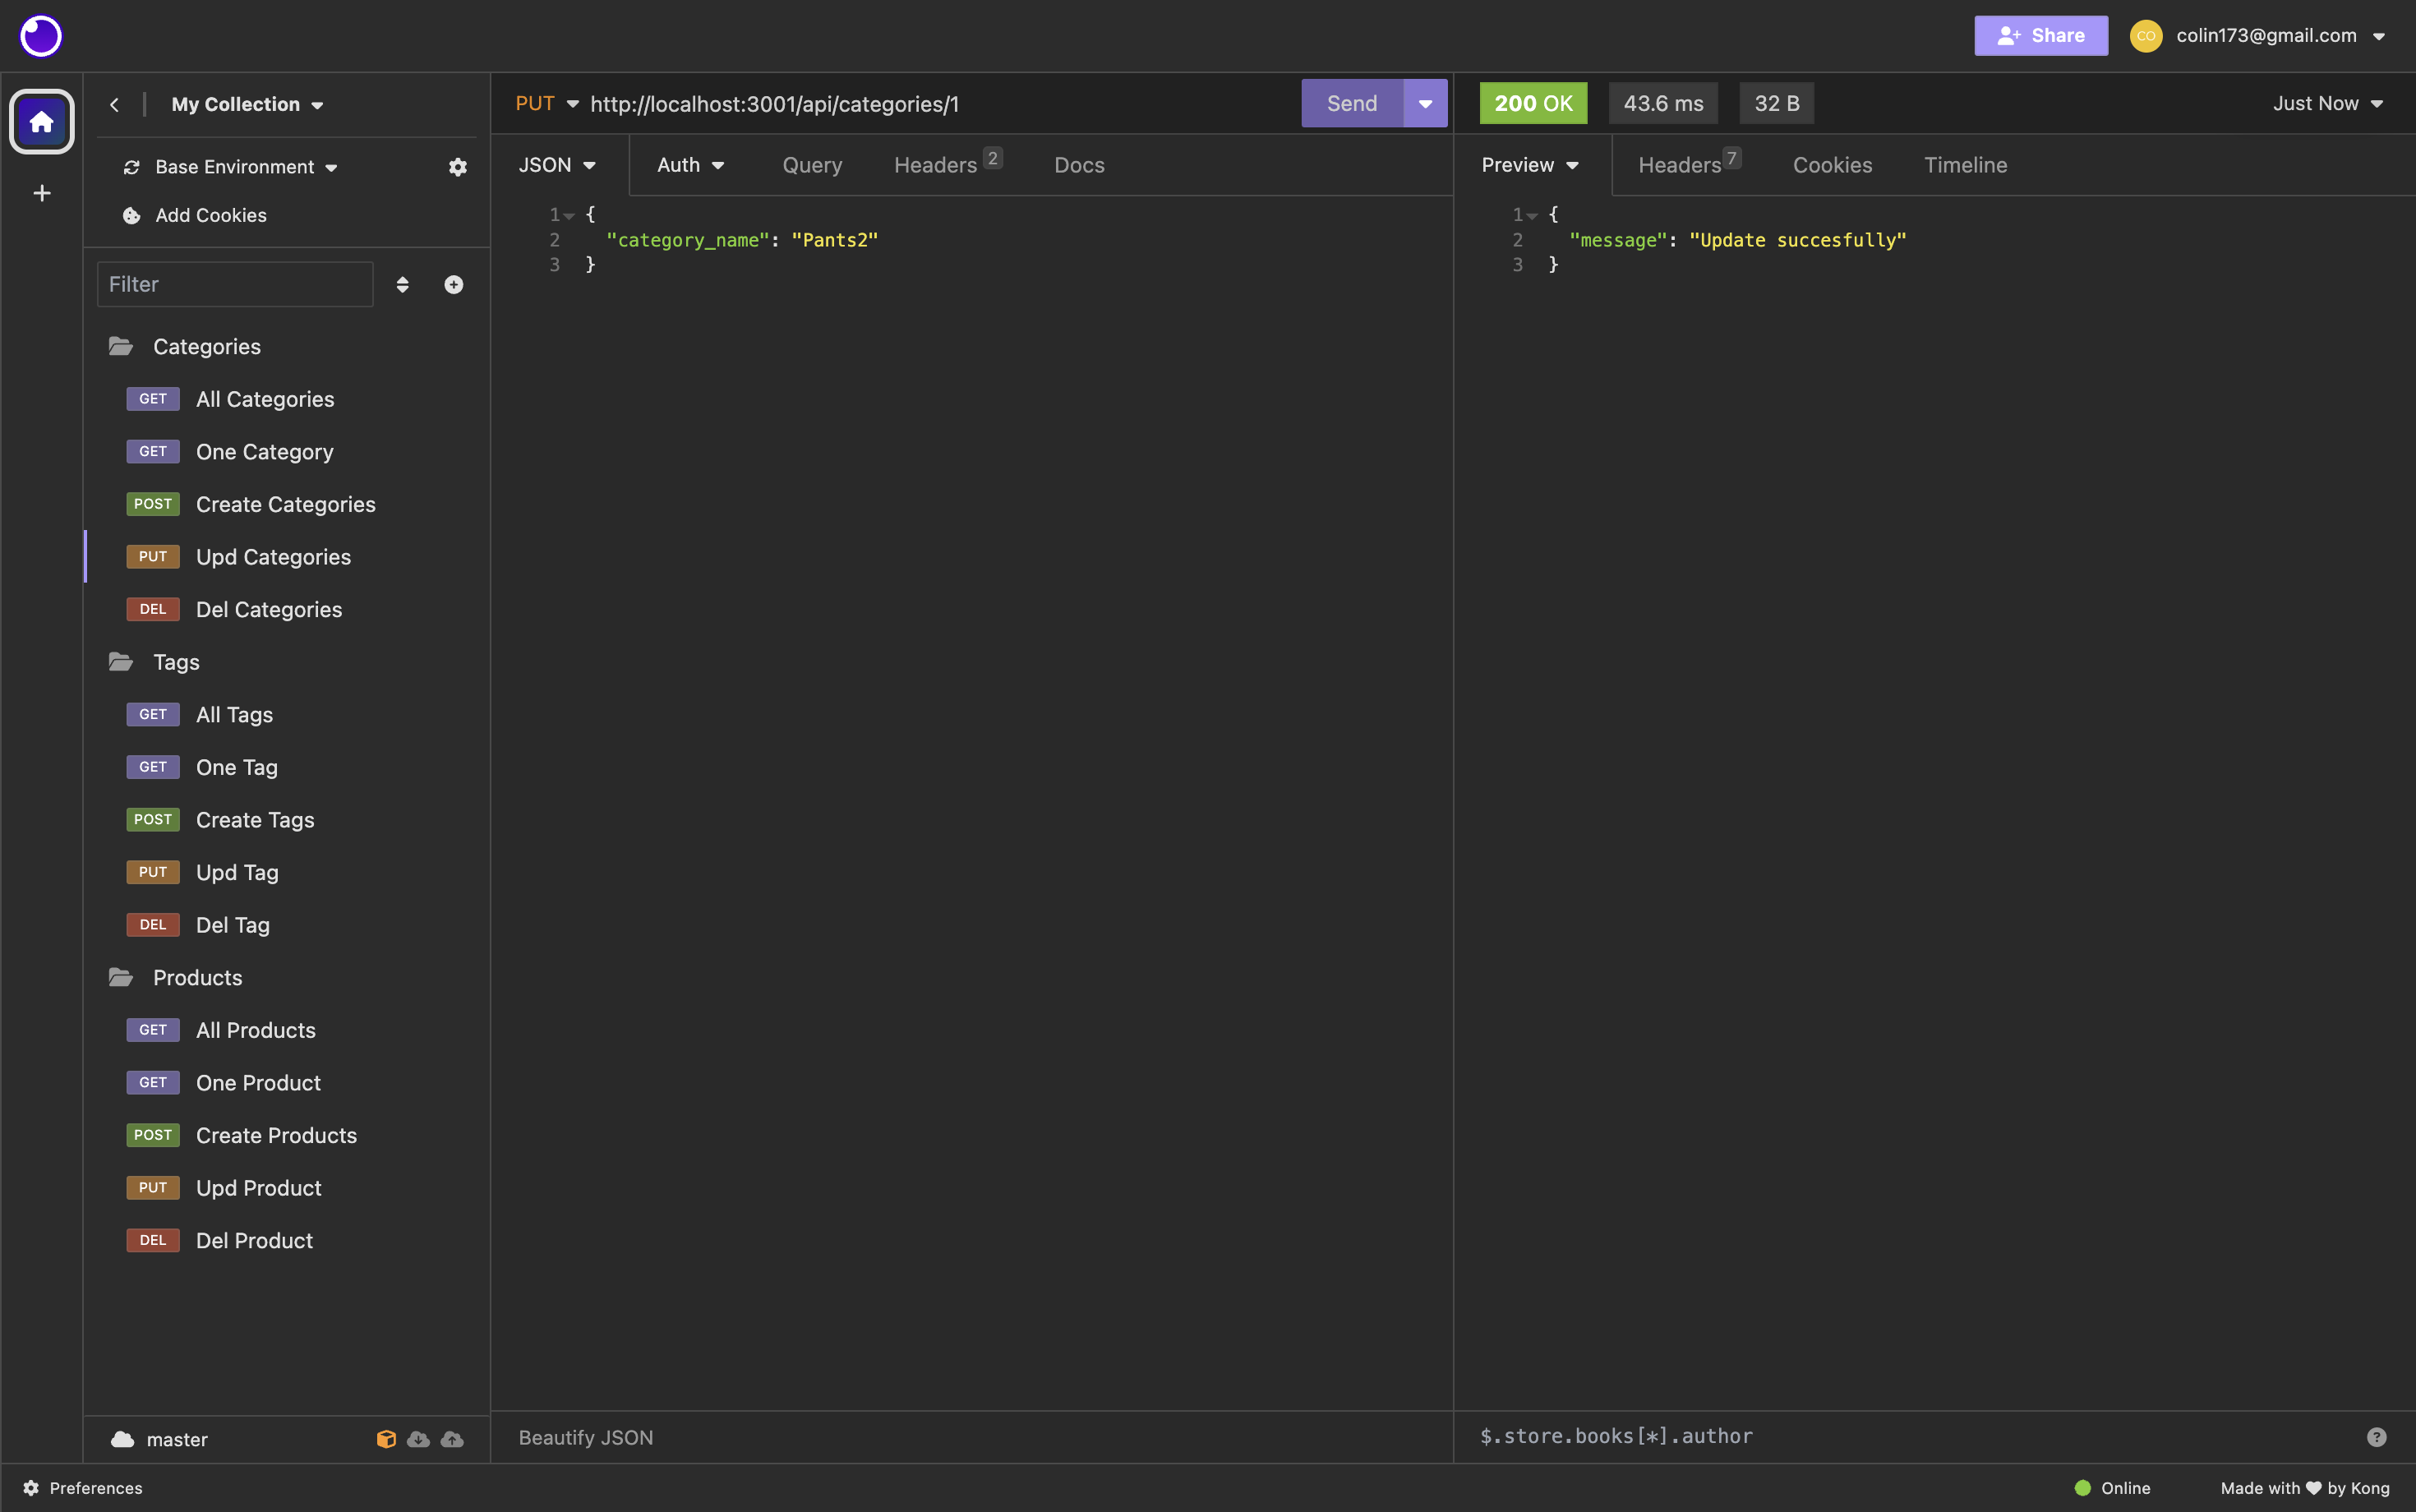 Share
CO
colin173@gmail.com
My Collection
Base Environment
Add Cookies
Filter
Categories
GET All Categories
GET One Category
POST Create Categories
PUT Upd Categories
DEL Del Categories
Tags
GET All Tags
GET One Tag
POST Create Tags
PUT Upd Tag
DEL Del Tag
Products
GET All Products
GET One Product
POST Create Products
PUT Upd Product
DEL Del Product
master
PUT http://localhost:3001/api/categories/1 Send
JSON Auth Query Headers 2 Docs
1 {
2 "category_name": "Pants2"
3 }
Beautify JSON
200 OK 43.6 ms 32 B Just Now
Preview Headers 7 Cookies Timeline
1 {
2 "message": "Update succesfully"
3 }
$.store.books[*].author
?
Preferences
Online
Made with ♥ by Kong